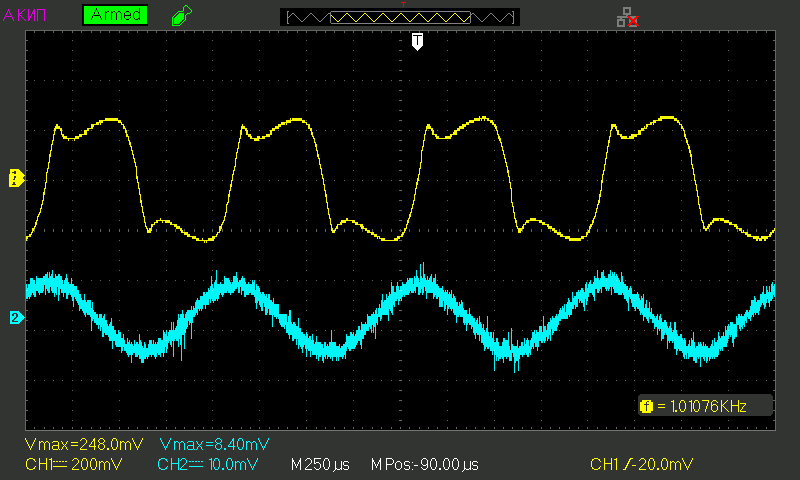 АКИП Armed
T
1
2
f = 1.01076KHz
Vmax=248.0mV Vmax=8.40mV
CH1 200mV CH2 10.0mV M 250μs M Pos:-90.00μs CH1 -20.0mV